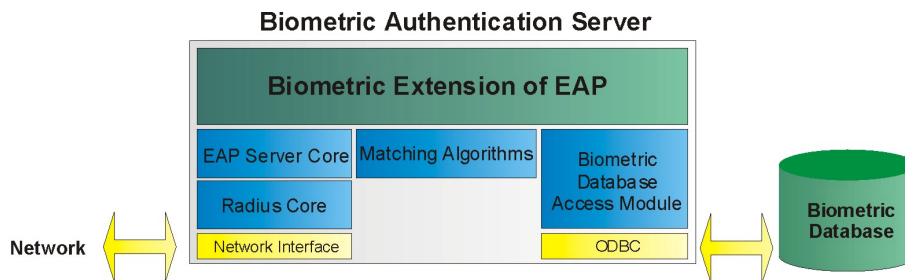 Biometric Authentication Server
Biometric Extension of EAP
EAP Server Core
Matching Algorithms
Biometric
Database
Access Module
Radius Core
Network Interface
ODBC
Network
Biometric
Database